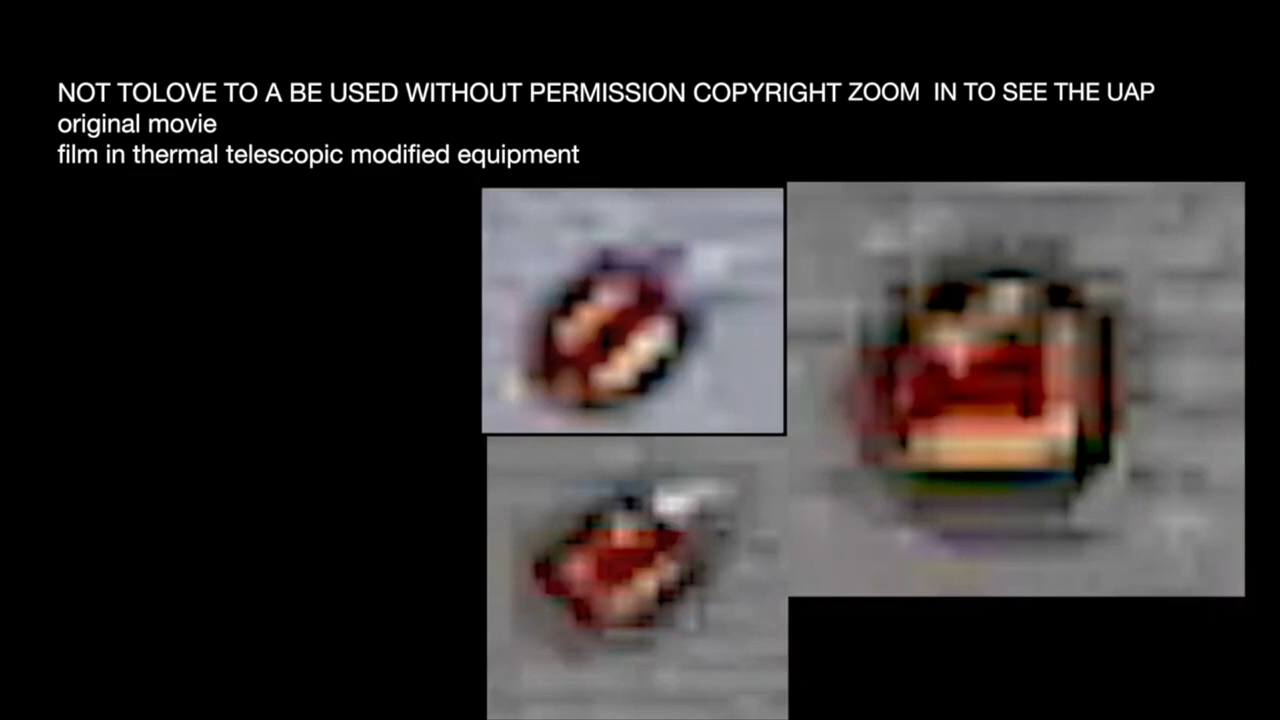 NOT TOLOVE TO A BE USED WITHOUT PERMISSION COPYRIGHT ZOOM IN TO SEE THE UAP
original movie
film in thermal telescopic modified equipment